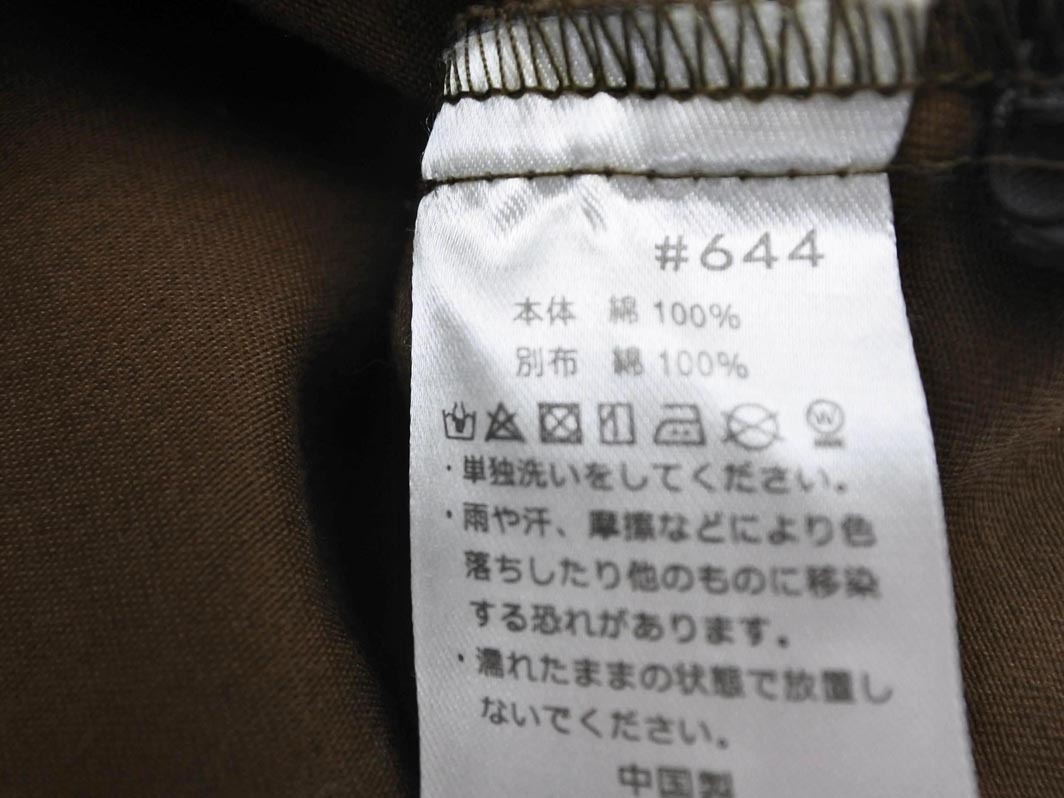 #644
本体 綿 100%
別布 綿 100%
W
・単独洗いをしてください。
・雨や汗、摩擦などにより色
落ちしたり他のものに移染
する恐れがあります。
・濡れたままの状態で放置し
ないでください。
中国製